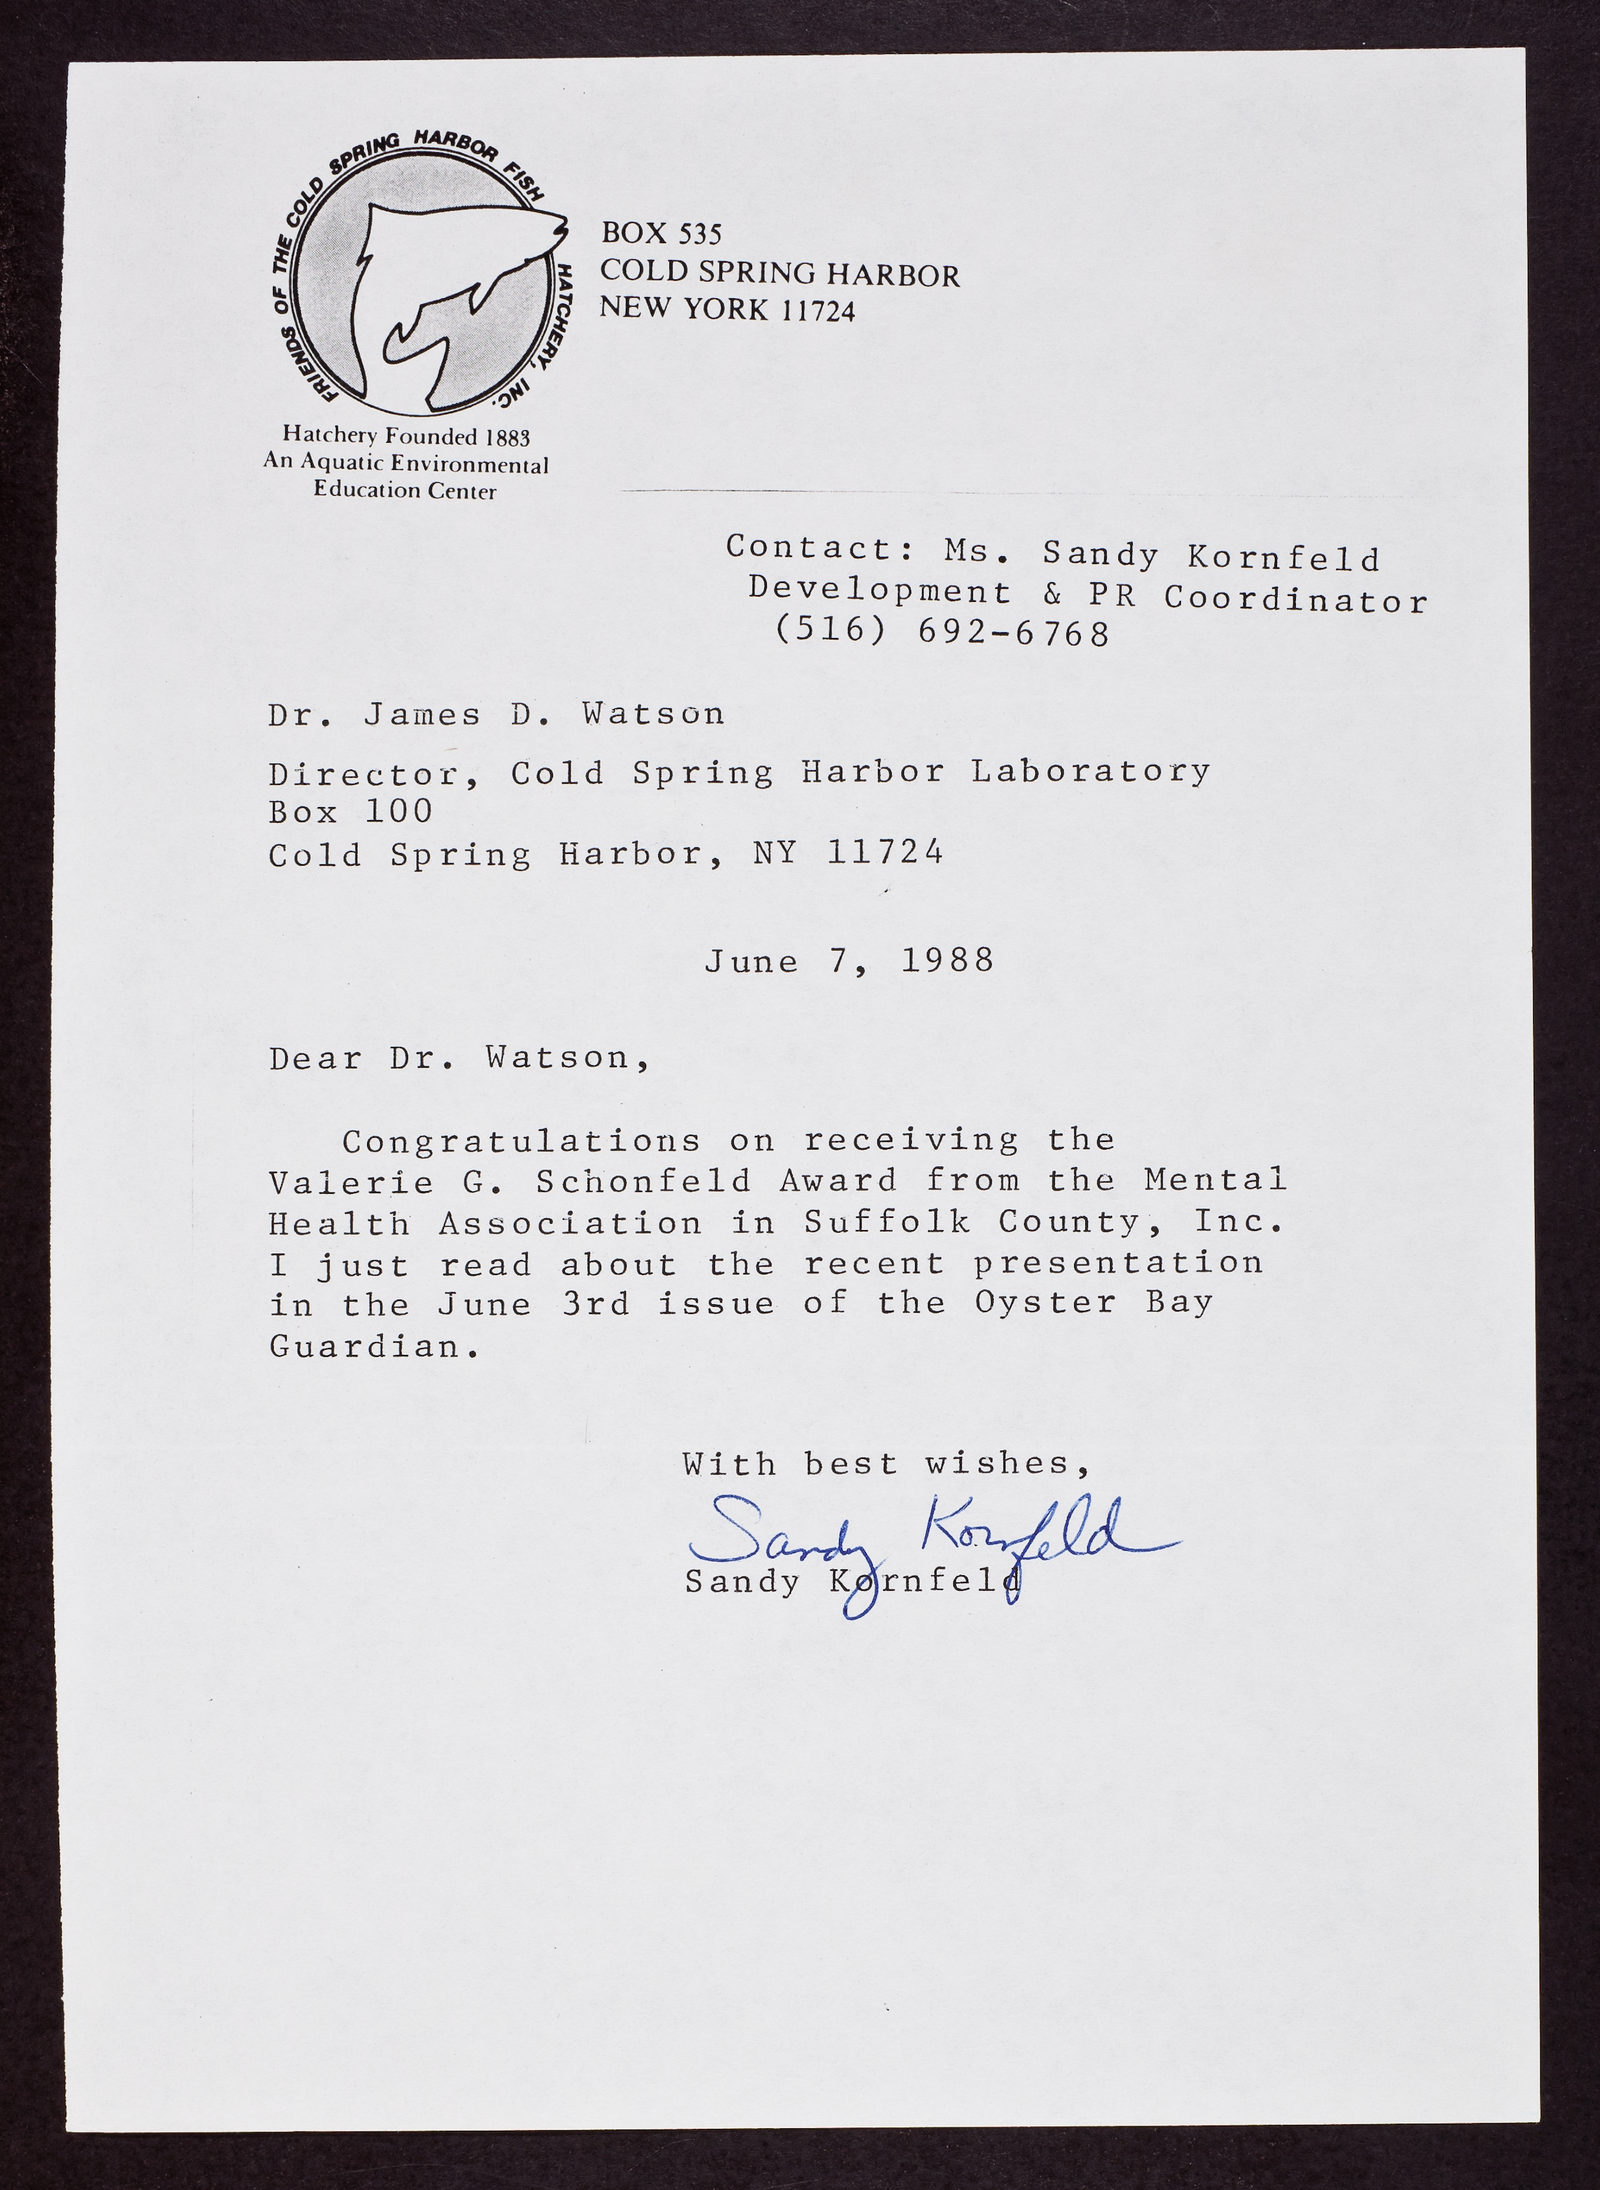 FRIENDS OF THE COLD SPRING HARBOR FISH HATCHERY, INC.
BOX 535
COLD SPRING HARBOR
NEW YORK 11724
Hatchery Founded 1883
An Aquatic Environmental
Education Center
Contact: Ms. Sandy Kornfeld
Development & PR Coordinator
(516) 692-6768
Dr. James D. Watson
Director, Cold Spring Harbor Laboratory
Box 100
Cold Spring Harbor, NY 11724
June 7, 1988
Dear Dr. Watson,
Congratulations on receiving the
Valerie G. Schonfeld Award from the Mental
Health Association in Suffolk County, Inc.
I just read about the recent presentation
in the June 3rd issue of the Oyster Bay
Guardian.
With best wishes,
Sandy Kornfeld
Sandy Kornfeld